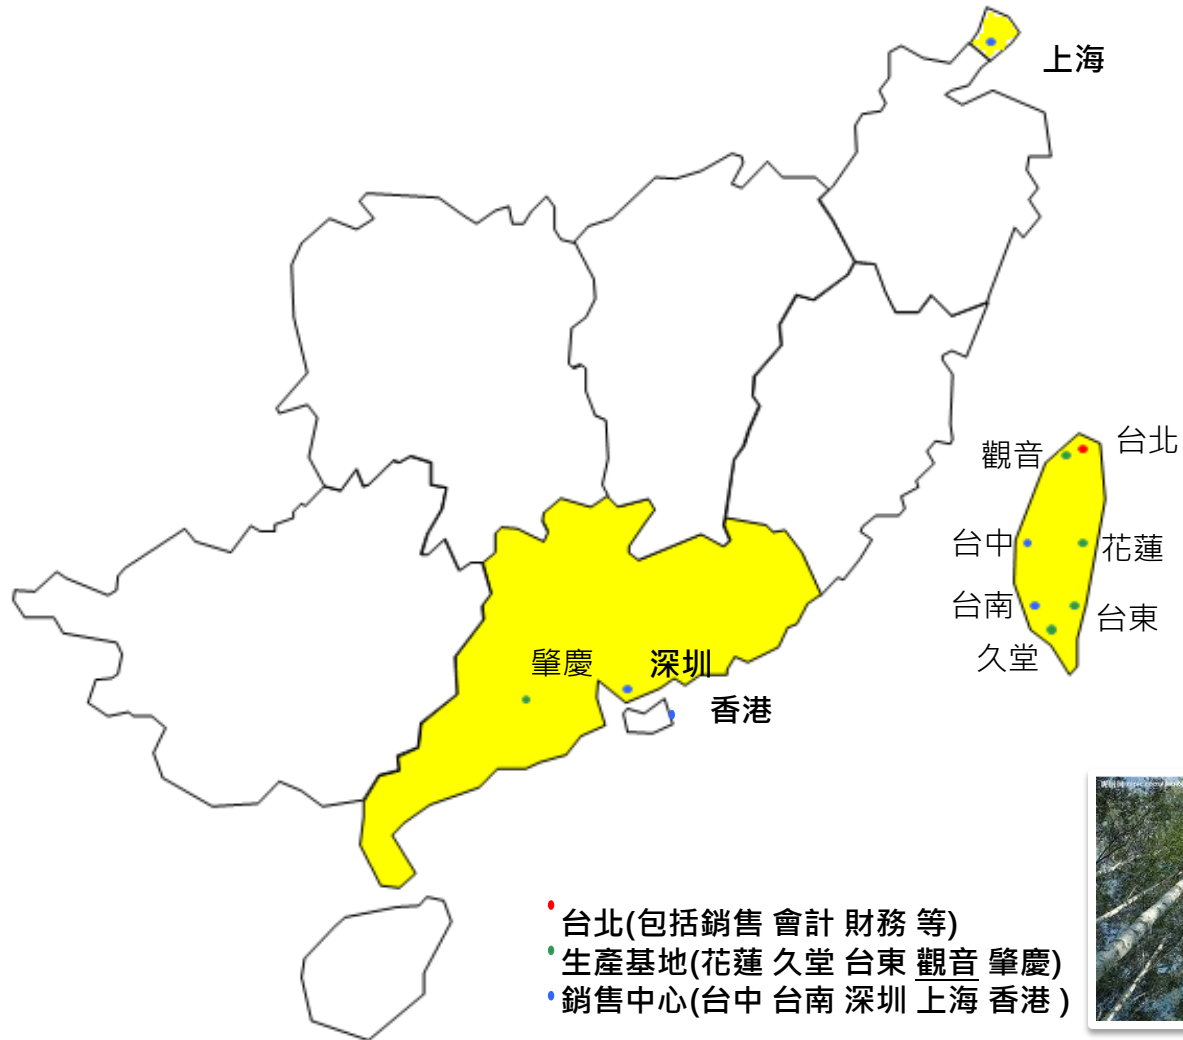 上海
台北
觀音
台中
花蓮
台南
台東
久堂
肇慶
深圳
香港
台北(包括銷售 會計 財務 等)
生產基地(花蓮 久堂 台東 觀音 肇慶)
銷售中心(台中 台南 深圳 上海 香港 )